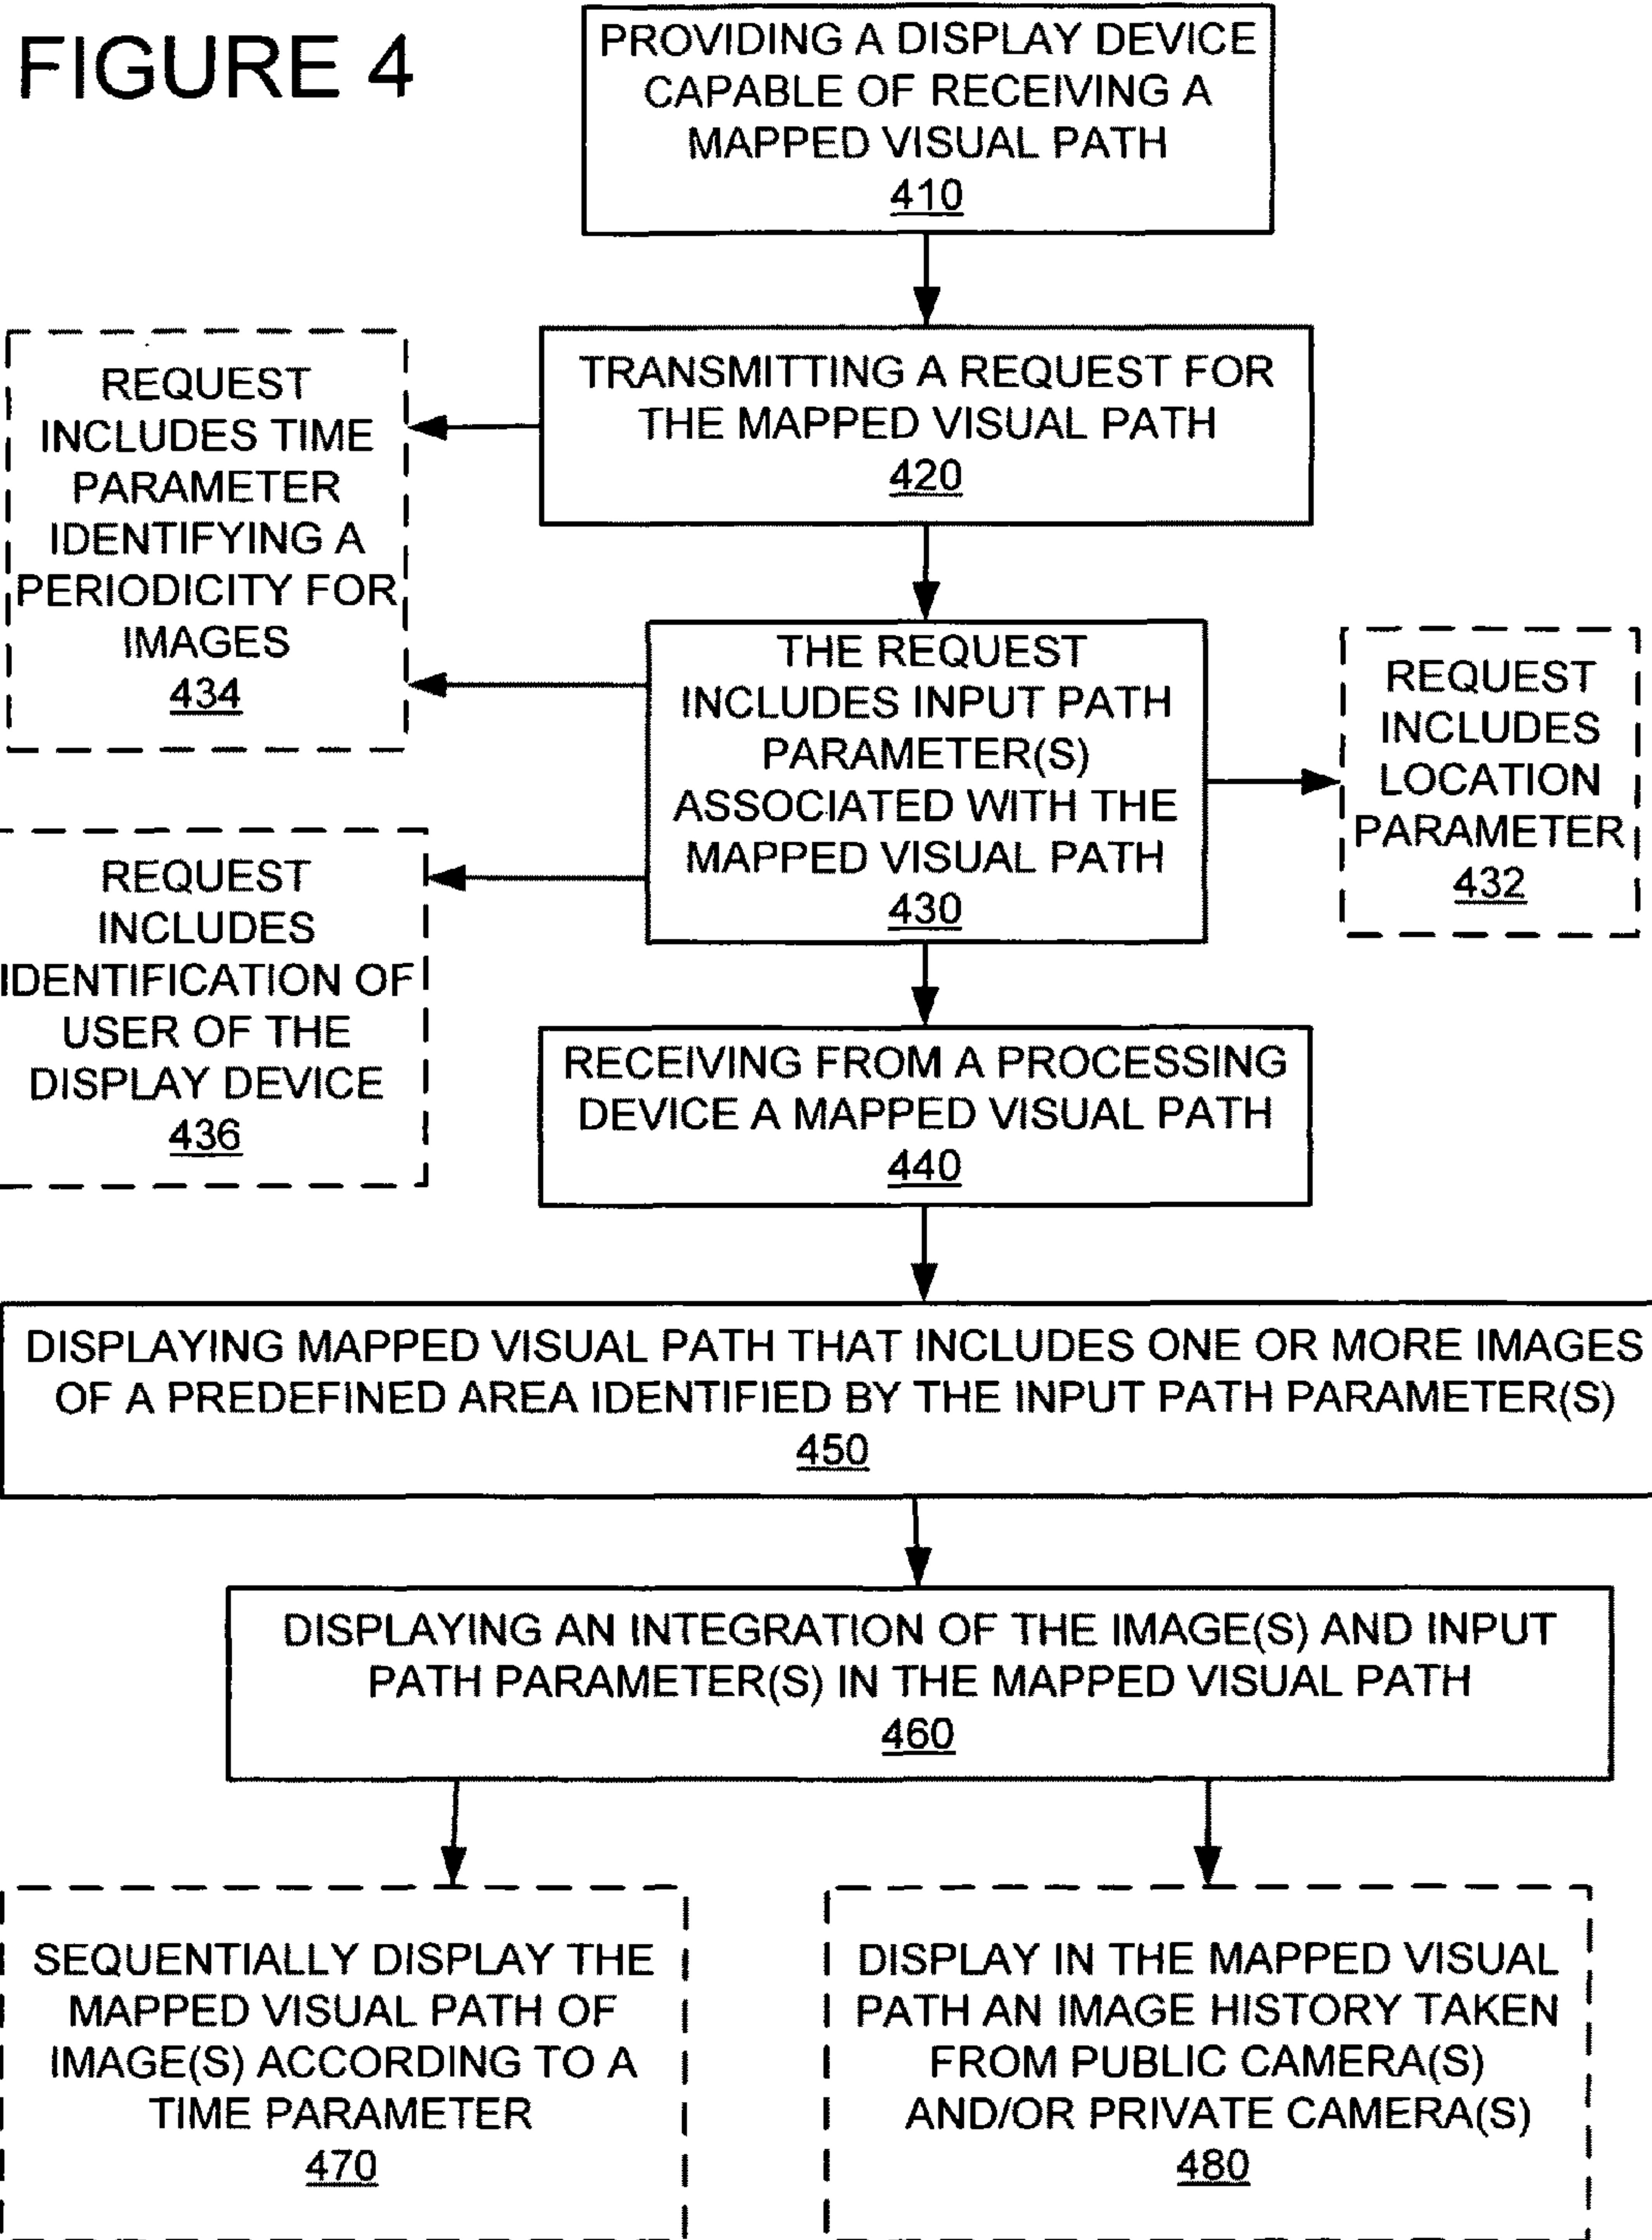 FIGURE 4
PROVIDING A DISPLAY DEVICE
CAPABLE OF RECEIVING A
MAPPED VISUAL PATH
410
TRANSMITTING A REQUEST FOR
THE MAPPED VISUAL PATH
420
REQUEST
INCLUDES TIME
PARAMETER
IDENTIFYING A
PERIODICITY FOR
IMAGES
434
THE REQUEST
INCLUDES INPUT PATH
PARAMETER(S)
ASSOCIATED WITH THE
MAPPED VISUAL PATH
430
REQUEST
INCLUDES
LOCATION
PARAMETER
432
REQUEST
INCLUDES
IDENTIFICATION OF
USER OF THE
DISPLAY DEVICE
436
RECEIVING FROM A PROCESSING
DEVICE A MAPPED VISUAL PATH
440
DISPLAYING MAPPED VISUAL PATH THAT INCLUDES ONE OR MORE IMAGES
OF A PREDEFINED AREA IDENTIFIED BY THE INPUT PATH PARAMETER(S)
450
DISPLAYING AN INTEGRATION OF THE IMAGE(S) AND INPUT
PATH PARAMETER(S) IN THE MAPPED VISUAL PATH
460
SEQUENTIALLY DISPLAY THE
MAPPED VISUAL PATH OF
IMAGE(S) ACCORDING TO A
TIME PARAMETER
470
DISPLAY IN THE MAPPED VISUAL
PATH AN IMAGE HISTORY TAKEN
FROM PUBLIC CAMERA(S)
AND/OR PRIVATE CAMERA(S)
480